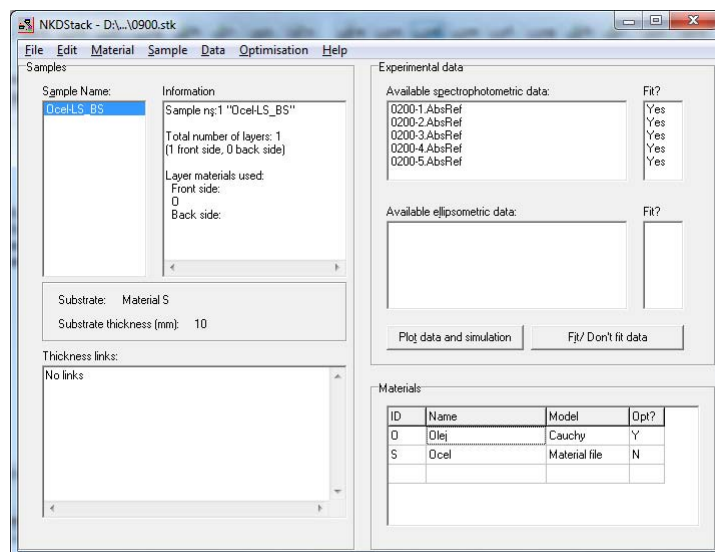 NKDStack - D:\...\0900.stk
File Edit Material Sample Data Optimisation Help
Samples
Sample Name:
Ocel-LS_BS
Information
Sample nş:1 "Ocel-LS_BS"
Total number of layers: 1
(1 front side, 0 back side)
Layer materials used:
Front side:
O
Back side:
Substrate: Material S
Substrate thickness (mm): 10
Thickness links:
No links
Experimental data
Available spectrophotometric data: Fit?
0200-1.AbsRef Yes
0200-2.AbsRef Yes
0200-3.AbsRef Yes
0200-4.AbsRef Yes
0200-5.AbsRef Yes
Available ellipsometric data: Fit?
Plot data and simulation Fit/ Don't fit data
Materials
ID Name Model Opt?
O Olej Cauchy Y
S Ocel Material file N